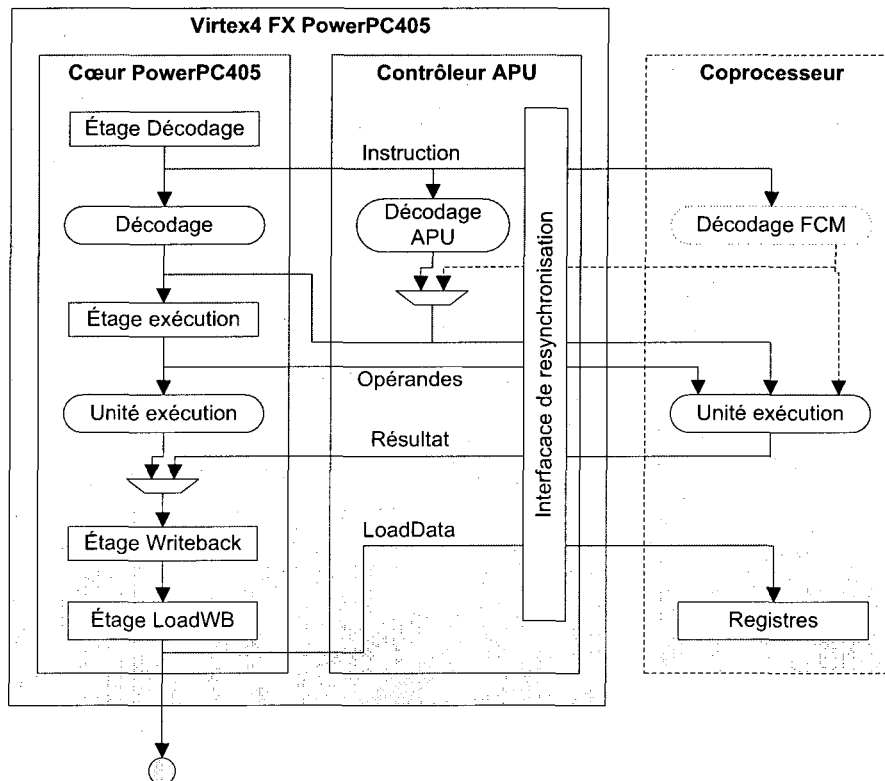 Virtex4 FX PowerPC405
Cœur PowerPC405
Contrôleur APU
Coprocesseur
Étage Décodage
Instruction
Décodage
Décodage
APU
Décodage FCM
Étage exécution
Opérandes
Unité exécution
Unité exécution
Résultat
Interfacace de resynchronisation
Étage Writeback
LoadData
Étage LoadWB
Registres